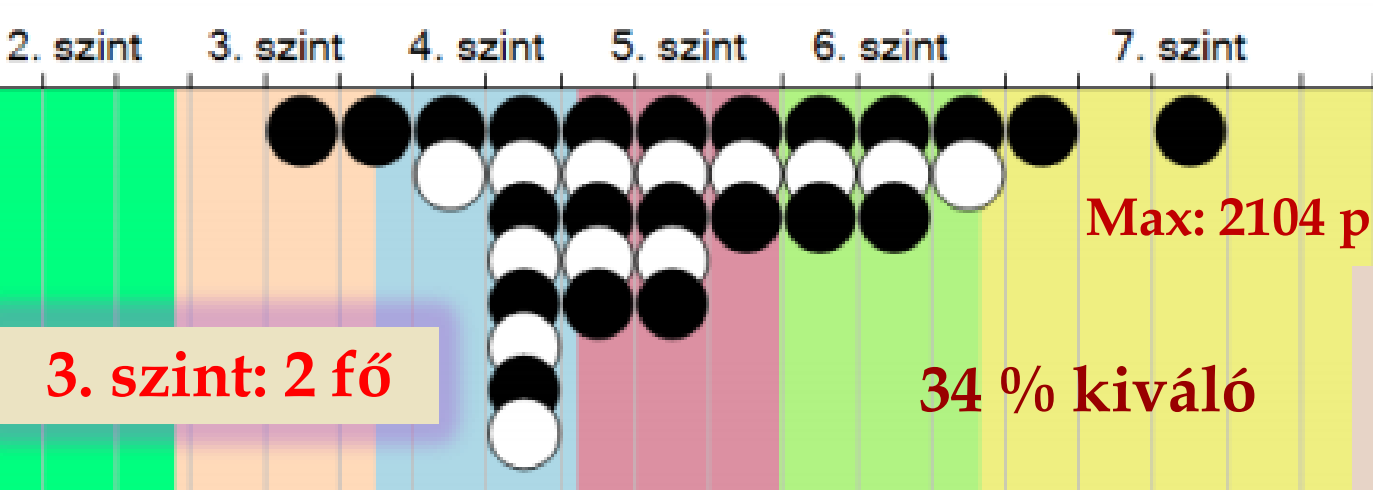 2. szint 3. szint 4. szint 5. szint 6. szint 7. szint
Max: 2104 p
3. szint: 2 fő
34 % kiváló